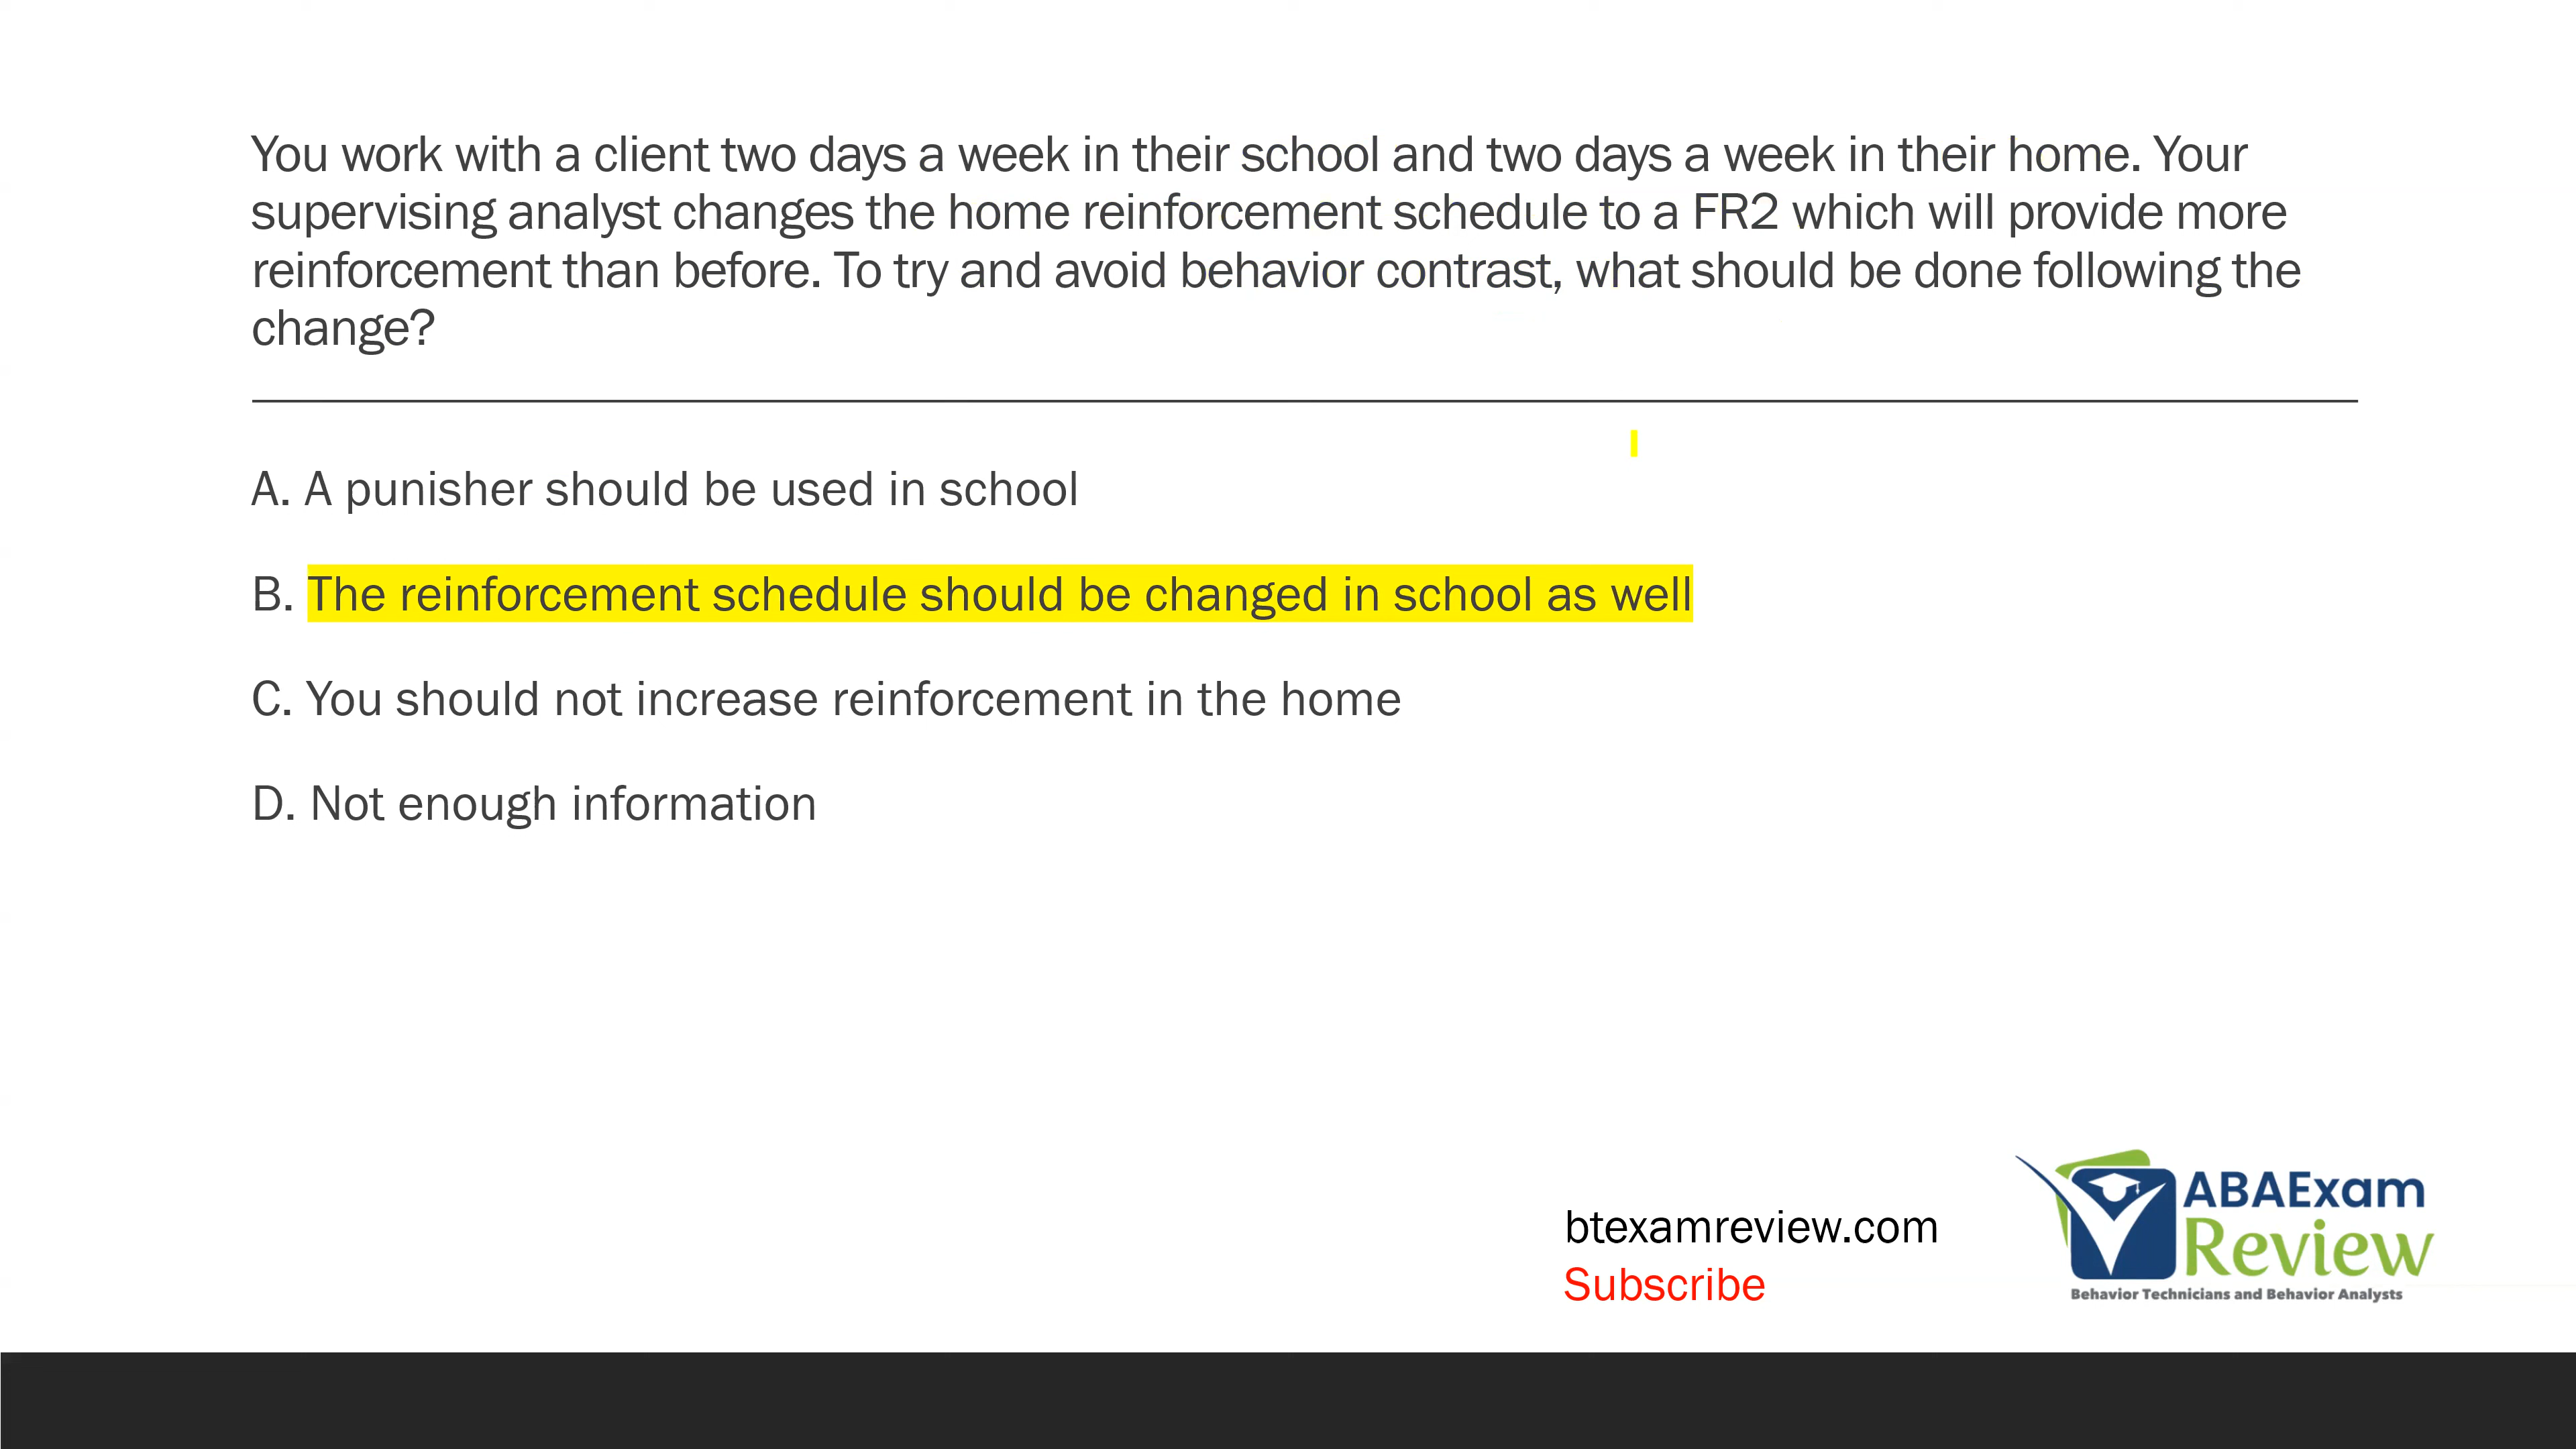 You work with a client two days a week in their school and two days a week in their home. Your
supervising analyst changes the home reinforcement schedule to a FR2 which will provide more
reinforcement than before. To try and avoid behavior contrast, what should be done following the
change?
A. A punisher should be used in school
B. The reinforcement schedule should be changed in school as well
C. You should not increase reinforcement in the home
D. Not enough information
btexamreview.com
Subscribe
ABAExam
Review
Behavior Technicians and Behavior Analysts